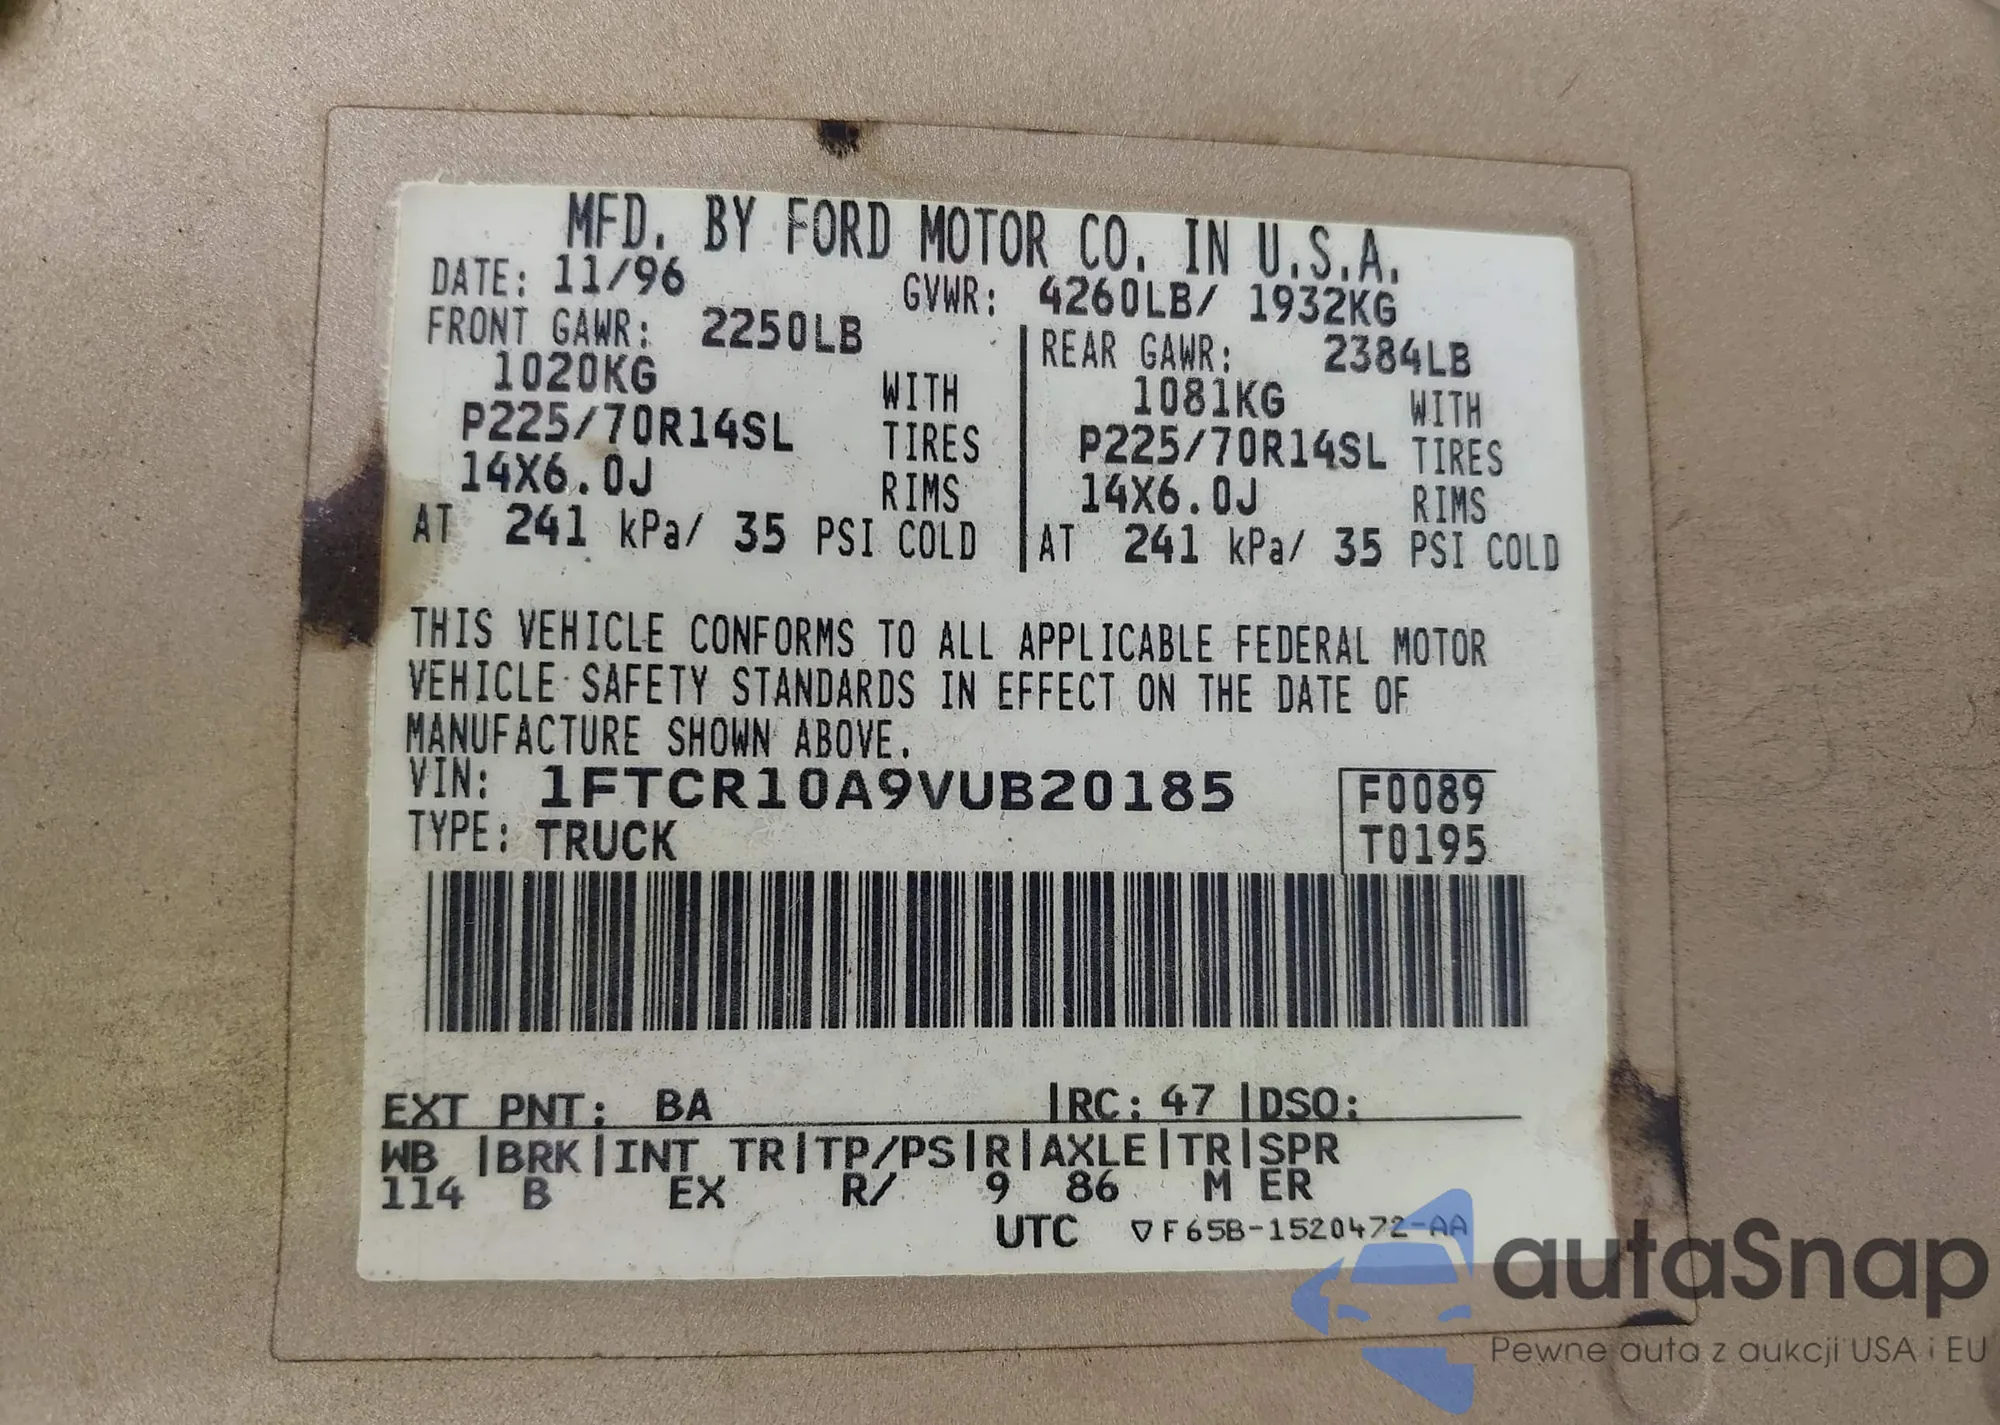 MFD. BY FORD MOTOR CO. IN U.S.A.
DATE: 11/96 GVWR: 4260LB/ 1932KG
FRONT GAWR: 2250LB REAR GAWR: 2384LB
1020KG WITH 1081KG WITH
P225/70R14SL TIRES P225/70R14SL TIRES
14X6.0J RIMS 14X6.0J RIMS
AT 241 kPa/ 35 PSI COLD AT 241 kPa/ 35 PSI COLD
THIS VEHICLE CONFORMS TO ALL APPLICABLE FEDERAL MOTOR
VEHICLE SAFETY STANDARDS IN EFFECT ON THE DATE OF
MANUFACTURE SHOWN ABOVE.
VIN: 1FTCR10A9VUB20185 F0089
TYPE: TRUCK T0195
EXT PNT: BA |RC: 47 |DSO:
WB |BRK|INT TR|TP/PS|R|AXLE|TR|SPR
114 B EX R/ 9 86 M ER
UTC ▽F65B-1520472-AA
autaSnap
Pewne auta z aukcji USA i EU